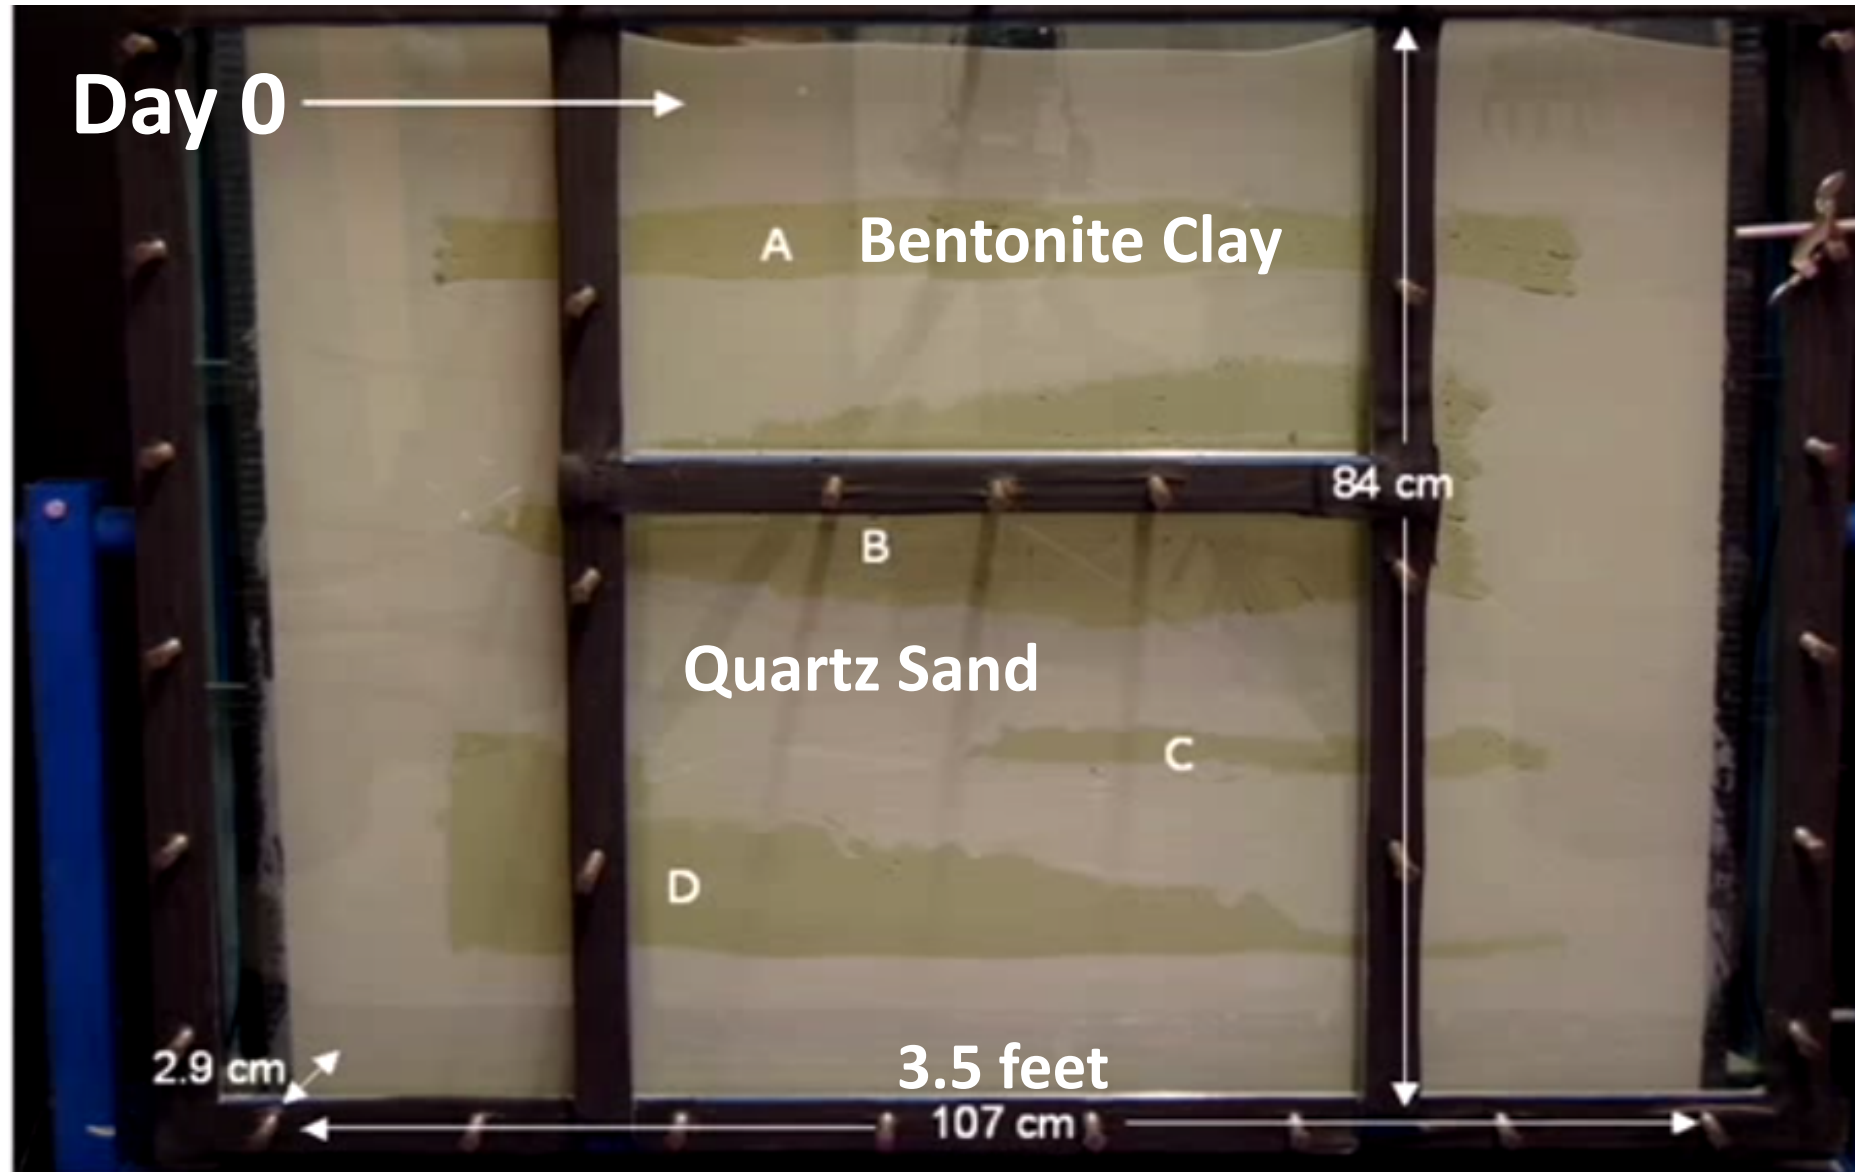 Day 0
A Bentonite Clay
84 cm
B
Quartz Sand
C
D
2.9 cm
3.5 feet
107 cm